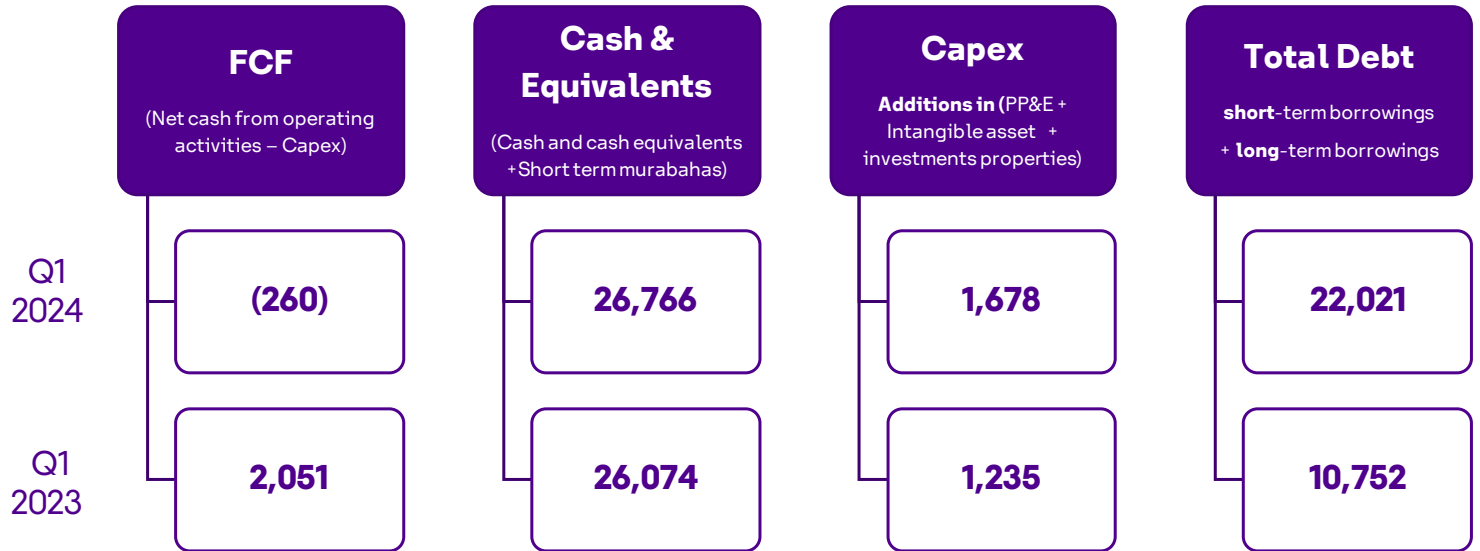 FCF
(Net cash from operating
activities – Capex)
Cash &
Equivalents
(Cash and cash equivalents
+Short term murabahas)
Capex
Additions in (PP&E +
Intangible asset +
investments properties)
Total Debt
short-term borrowings
+ long-term borrowings
Q1
2024
(260)
26,766
1,678
22,021
Q1
2023
2,051
26,074
1,235
10,752